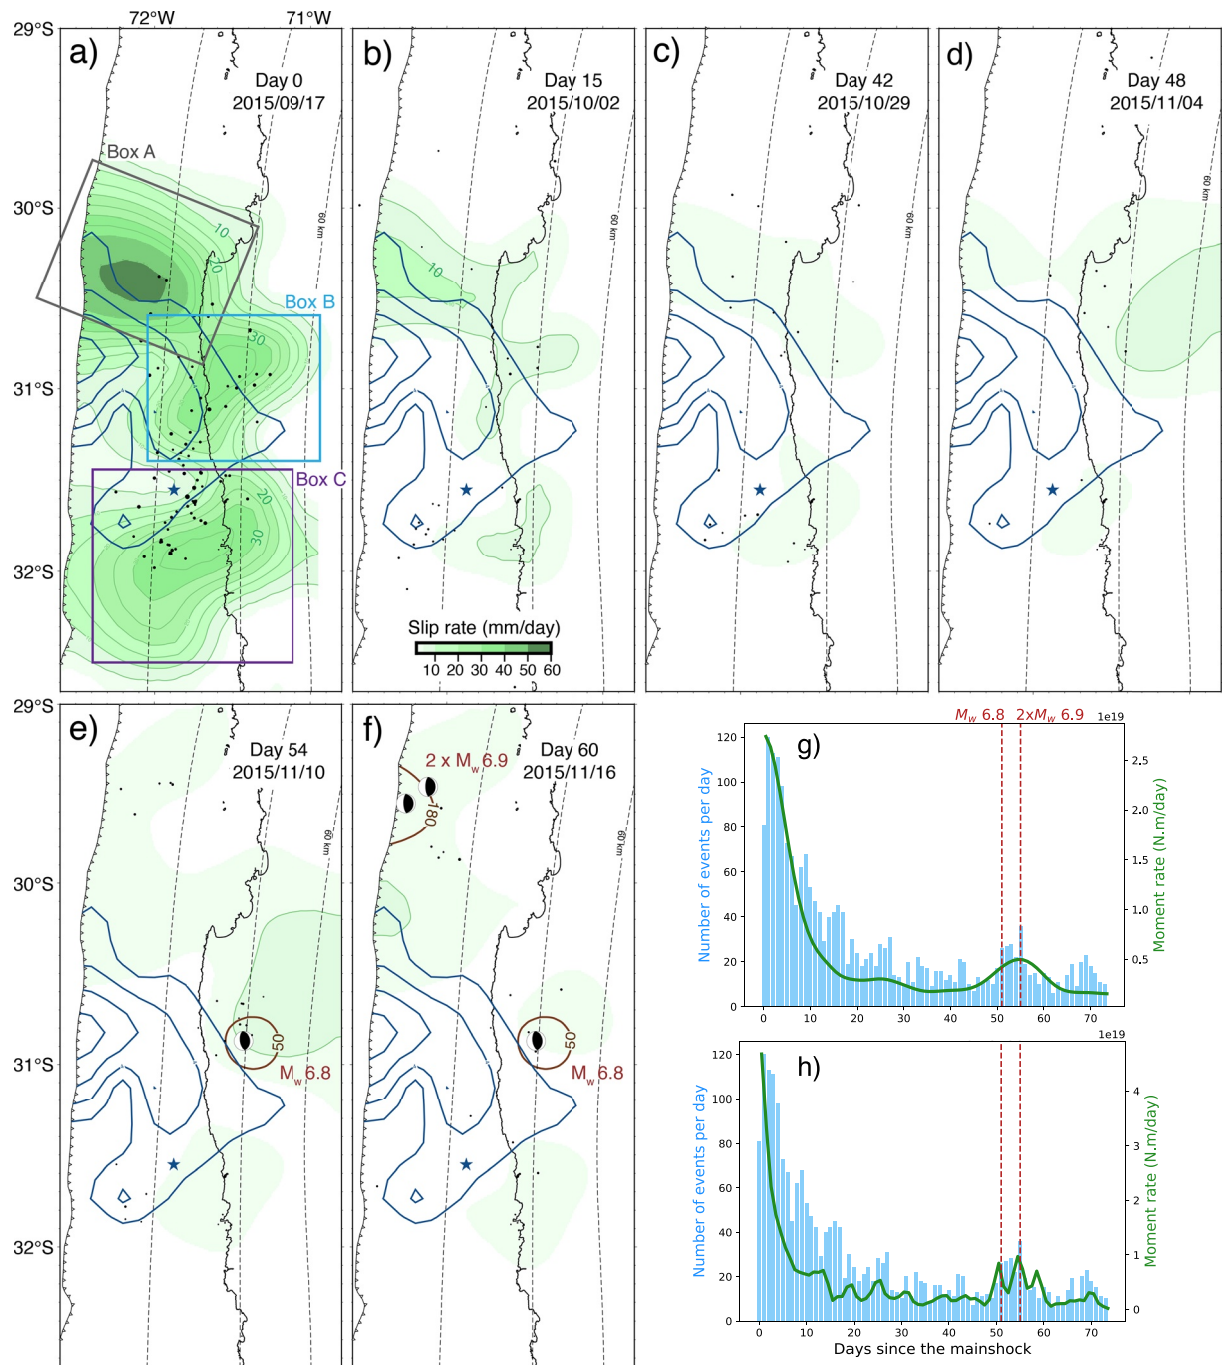 72°W 71°W
29°S
a)
Day 0
2015/09/17
Box A
10
20
30
Box B
Box C
20
30
60 km
30°S
31°S
32°S
b)
Day 15
2015/10/02
10
60 km
Slip rate (mm/day)
10 20 30 40 50 60
c)
Day 42
2015/10/29
60 km
d)
Day 48
2015/11/04
60 km
29°S
30°S
31°S
32°S
e)
Day 54
2015/11/10
60 km
50
Mw 6.8
f)
Day 60
2015/11/16
2 x Mw 6.9
180
60 km
50
Mw 6.8
Mw 6.8 2xMw 6.9 1e19
g)
Number of events per day
120
100
80
60
40
20
0
2.5
2.0
1.5
1.0
0.5
Moment rate (N.m/day)
0 10 20 30 40 50 60 70
1e19
h)
Number of events per day
120
100
80
60
40
20
0
4
3
2
1
0
Moment rate (N.m/day)
0 10 20 30 40 50 60 70
Days since the mainshock